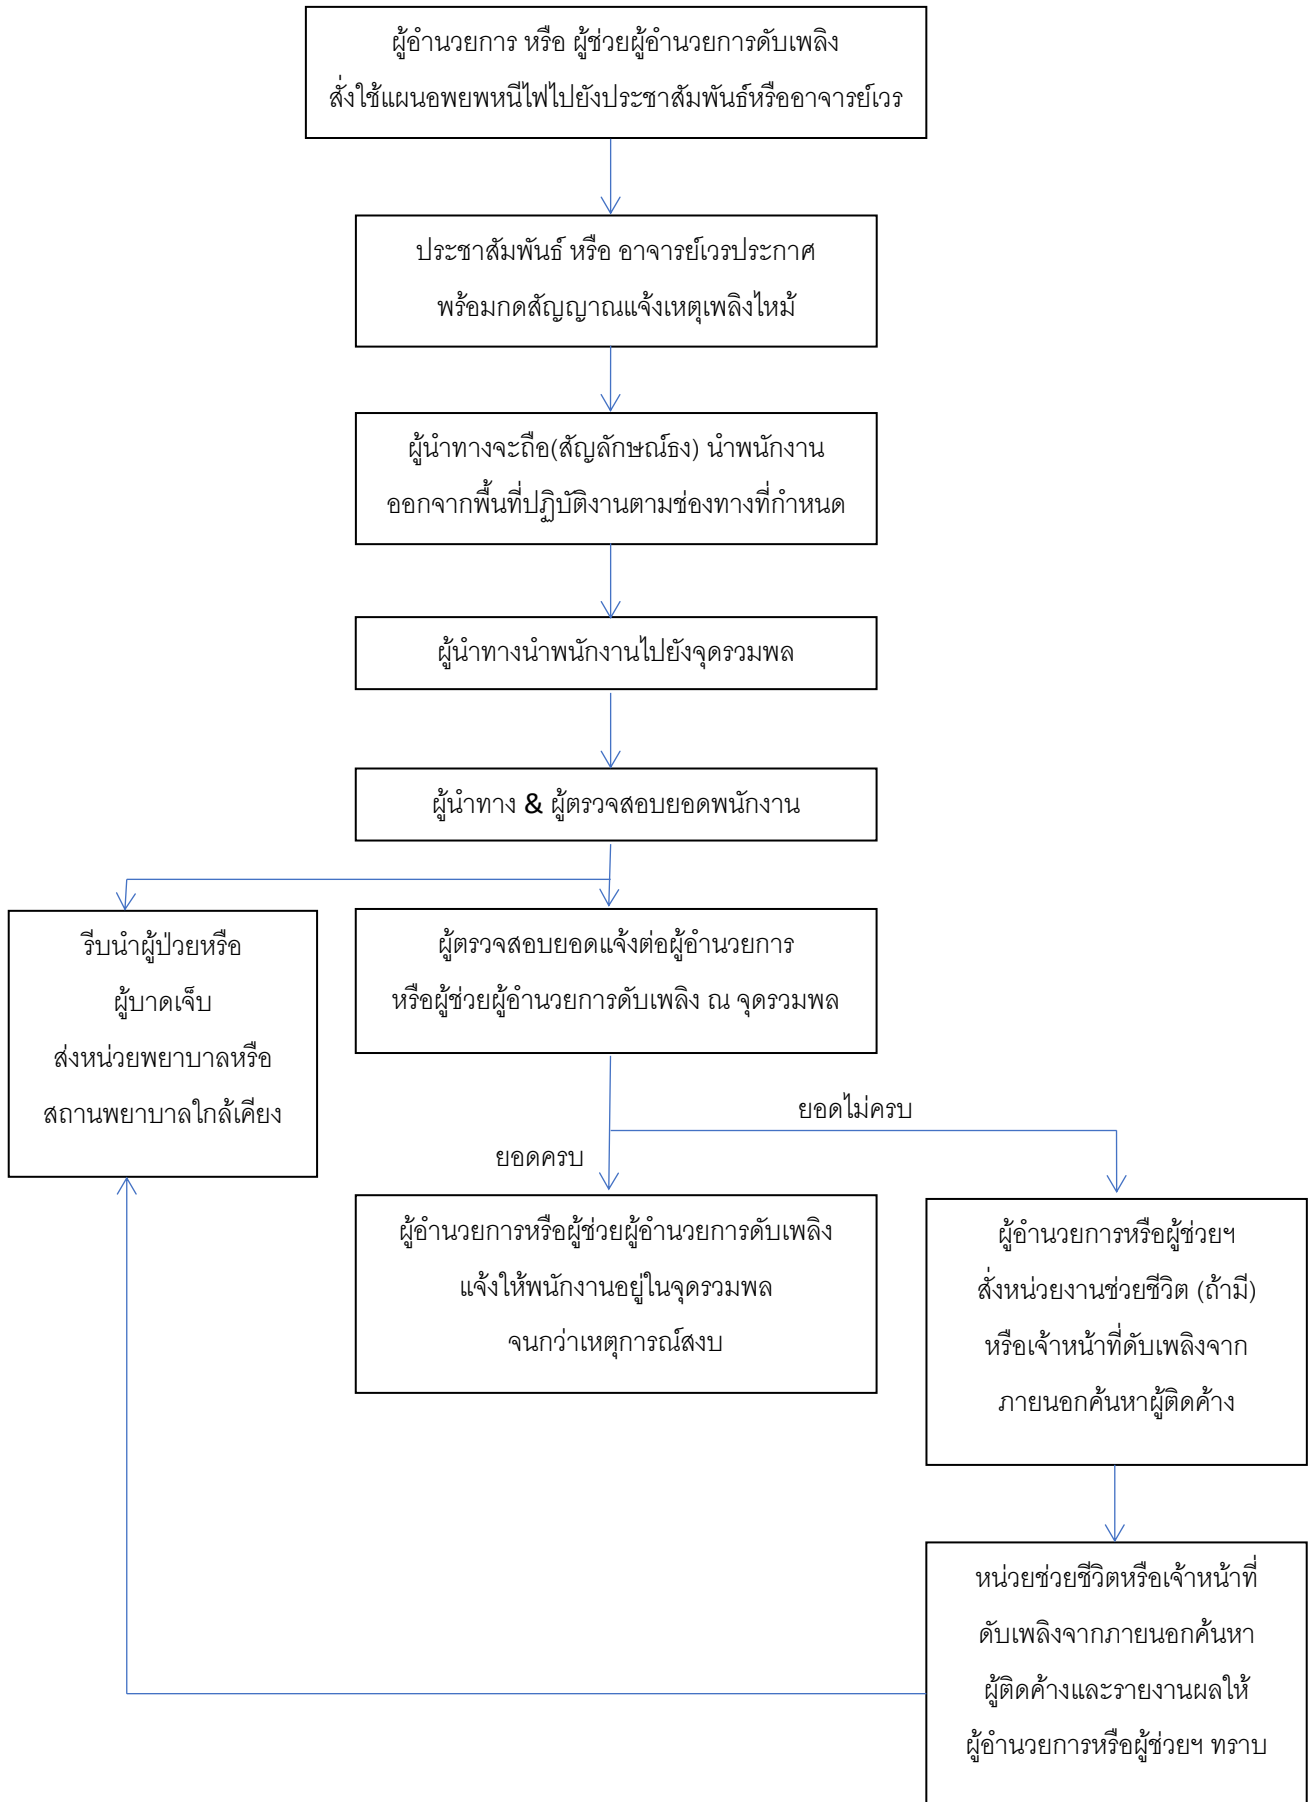 ผู้อำนวยการ หรือ ผู้ช่วยผู้อำนวยการดับเพลิง
สั่งใช้แผนอพยพหนีไฟไปยังประชาสัมพันธ์หรืออาจารย์เวร
ประชาสัมพันธ์ หรือ อาจารย์เวรประกาศ
พร้อมกดสัญญาณแจ้งเหตุเพลิงไหม้
ผู้นำทางจะถือ(สัญลักษณ์ธง) นำพนักงาน
ออกจากพื้นที่ปฏิบัติงานตามช่องทางที่กำหนด
ผู้นำทางนำพนักงานไปยังจุดรวมพล
ผู้นำทาง & ผู้ตรวจสอบยอดพนักงาน
รีบนำผู้ป่วยหรือ
ผู้บาดเจ็บ
ส่งหน่วยพยาบาลหรือ
สถานพยาบาลใกล้เคียง
ผู้ตรวจสอบยอดแจ้งต่อผู้อำนวยการ
หรือผู้ช่วยผู้อำนวยการดับเพลิง ณ จุดรวมพล
ยอดไม่ครบ
ยอดครบ
ผู้อำนวยการหรือผู้ช่วยผู้อำนวยการดับเพลิง
แจ้งให้พนักงานอยู่ในจุดรวมพล
จนกว่าเหตุการณ์สงบ
ผู้อำนวยการหรือผู้ช่วยฯ
สั่งหน่วยงานช่วยชีวิต (ถ้ามี)
หรือเจ้าหน้าที่ดับเพลิงจาก
ภายนอกค้นหาผู้ติดค้าง
หน่วยช่วยชีวิตหรือเจ้าหน้าที่
ดับเพลิงจากภายนอกค้นหา
ผู้ติดค้างและรายงานผลให้
ผู้อำนวยการหรือผู้ช่วยฯ ทราบ